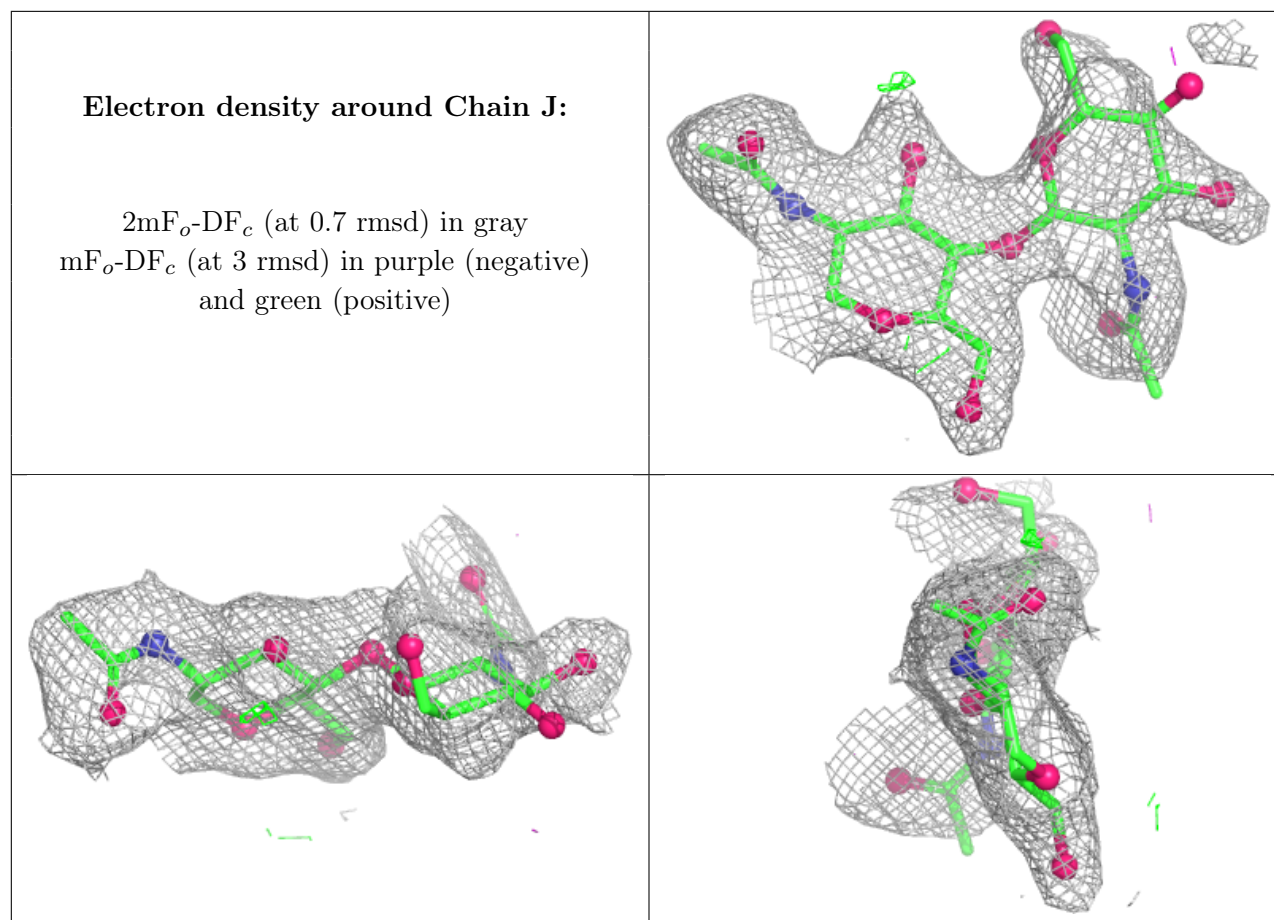 Electron density around Chain J:
2mFo-DFc (at 0.7 rmsd) in gray
mFo-DFc (at 3 rmsd) in purple (negative)
and green (positive)